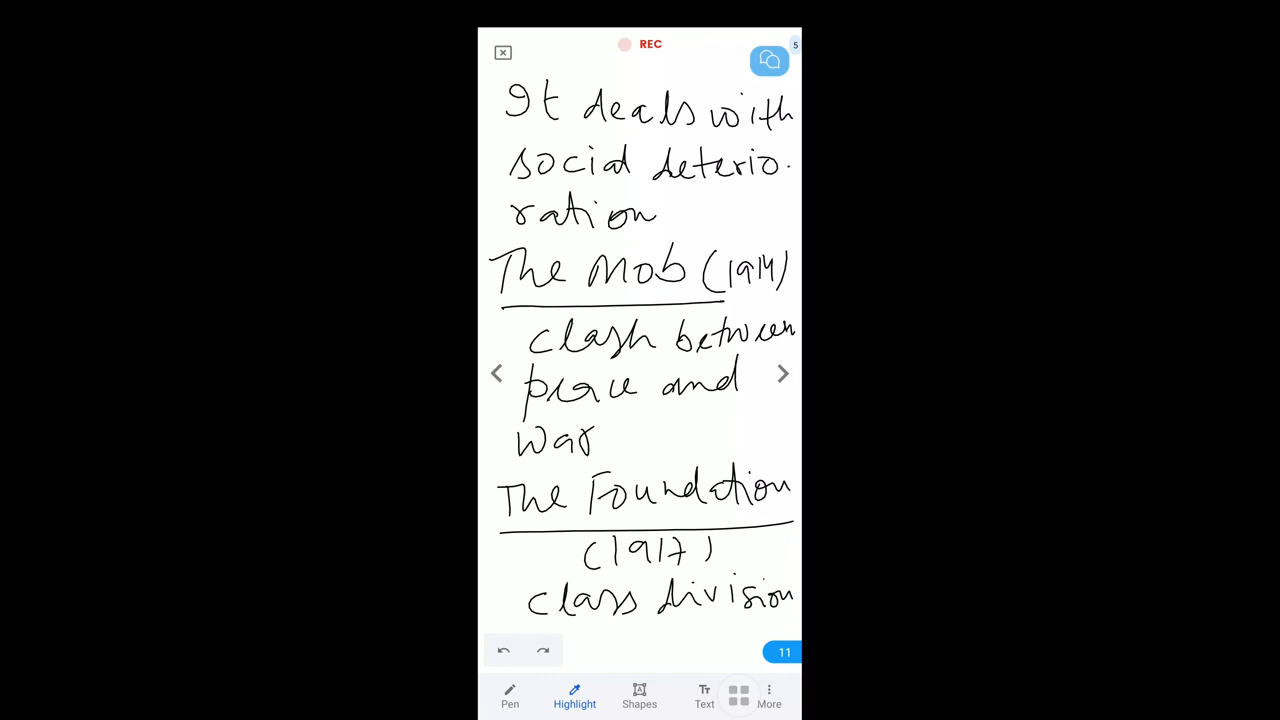 REC
5
It deals with
social deterio.
ration
The Mob (1914)
clash between
peace and
war
The Foundation
(1917)
class division
11
Pen
Highlight
Shapes
Text
More